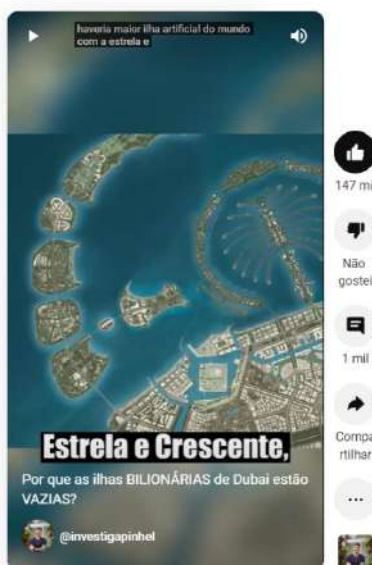 haveria maior ilha artificial do mundo
com a estrela e
Estrela e Crescente,
Por que as ilhas BILIONÁRIAS de Dubai estão
VAZIAS?
@investigapinhel
147 mi
Não
gostei
1 mil
Compa
rtilhar